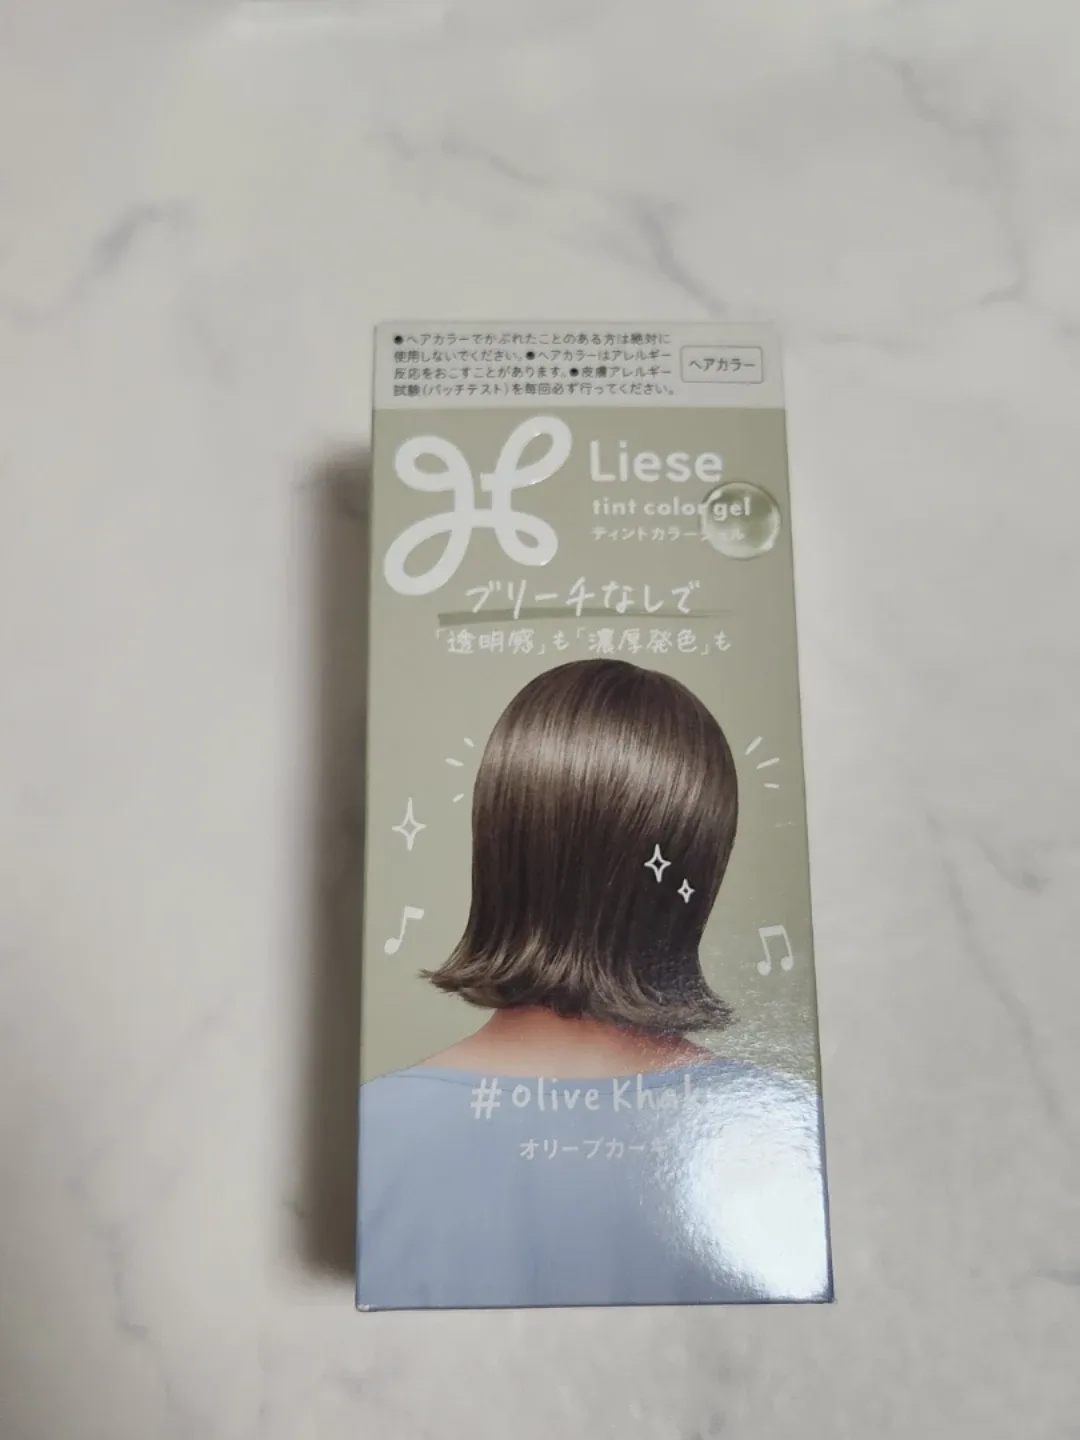 ●ヘアカラーでかぶれたことのある方は絶対に
使用しないでください。●ヘアカラーはアレルギー
反応をおこすことがあります。●皮膚アレルギー
試験(パッチテスト)を毎回必ず行ってください。
ヘアカラー
Liese
tint color gel
ティントカラージェル
ブリーチなしで
「透明感」も「濃厚発色」も
#olive Khaki
オリーブカーキ